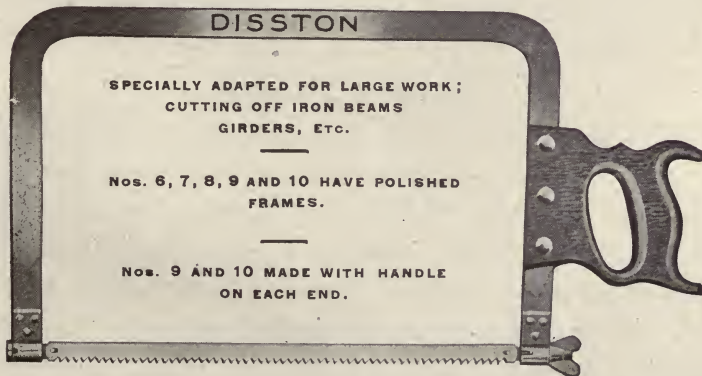 DISSTON
SPECIALLY ADAPTED FOR LARGE WORK;
CUTTING OFF IRON BEAMS
GIRDERS, ETC.
Nos. 6, 7, 8, 9 AND 10 HAVE POLISHED
FRAMES.
Nos. 9 AND 10 MADE WITH HANDLE
ON EACH END.